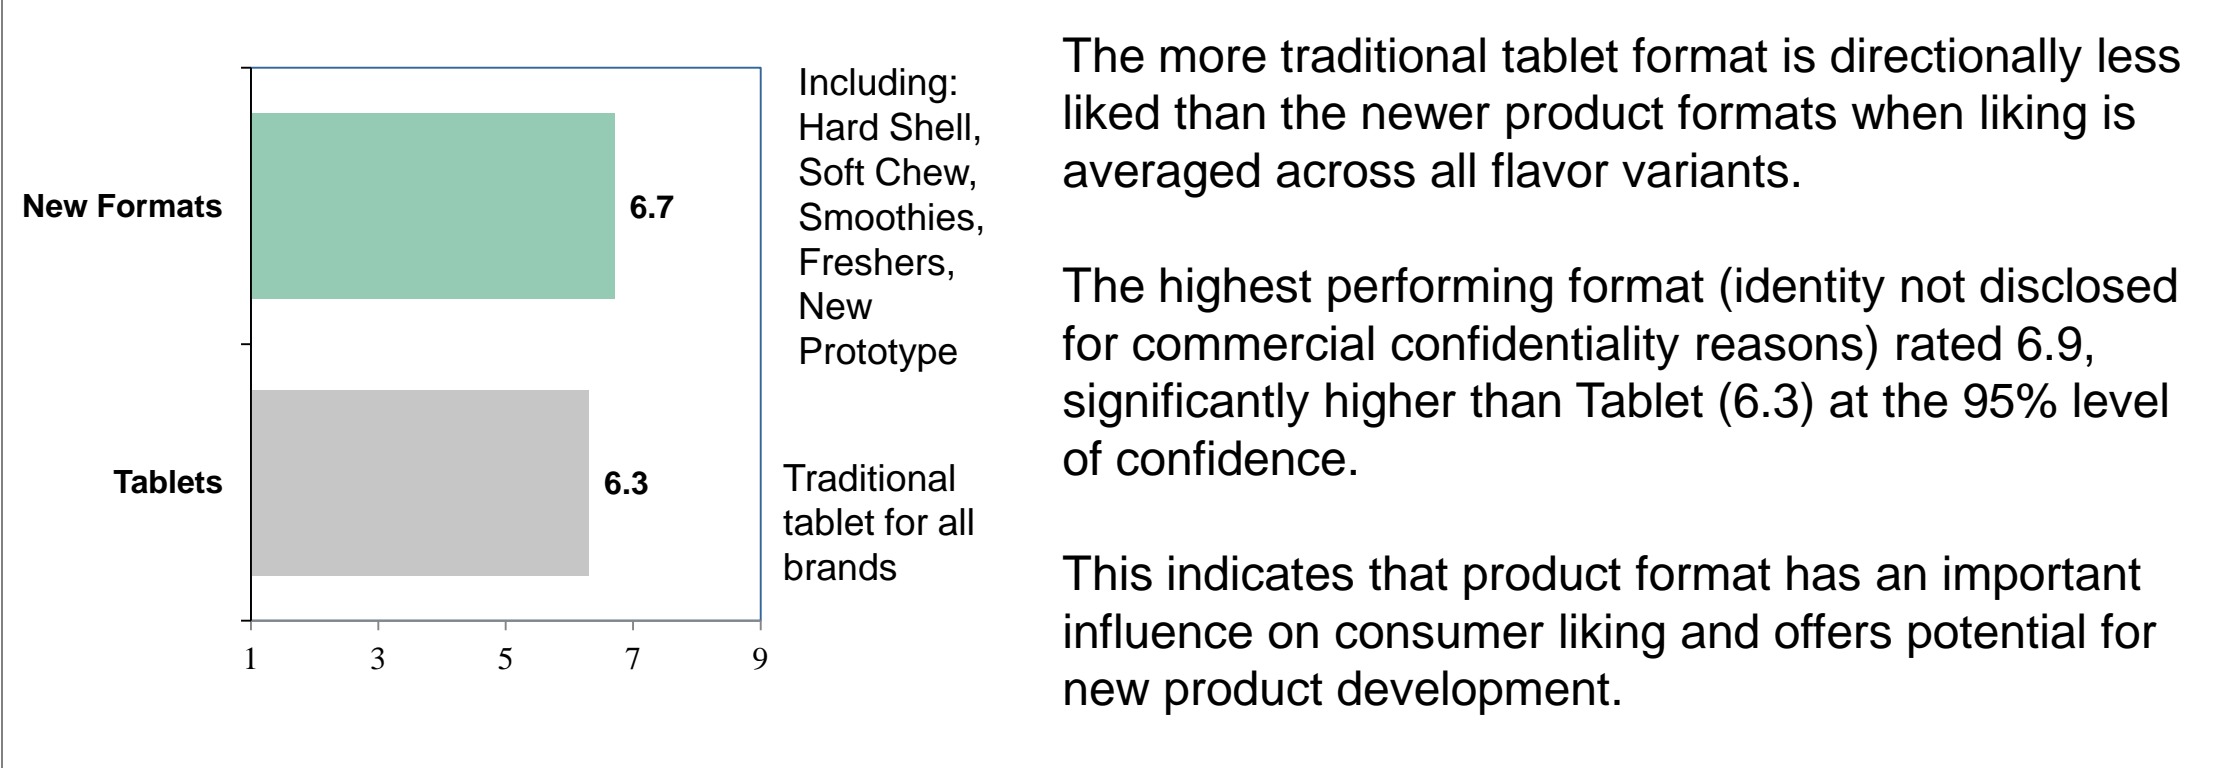 New Formats
6.7
Tablets
6.3
1 3 5 7 9
Including:
Hard Shell,
Soft Chew,
Smoothies,
Freshers,
New
Prototype
Traditional
tablet for all
brands
The more traditional tablet format is directionally less
liked than the newer product formats when liking is
averaged across all flavor variants.
The highest performing format (identity not disclosed
for commercial confidentiality reasons) rated 6.9,
significantly higher than Tablet (6.3) at the 95% level
of confidence.
This indicates that product format has an important
influence on consumer liking and offers potential for
new product development.